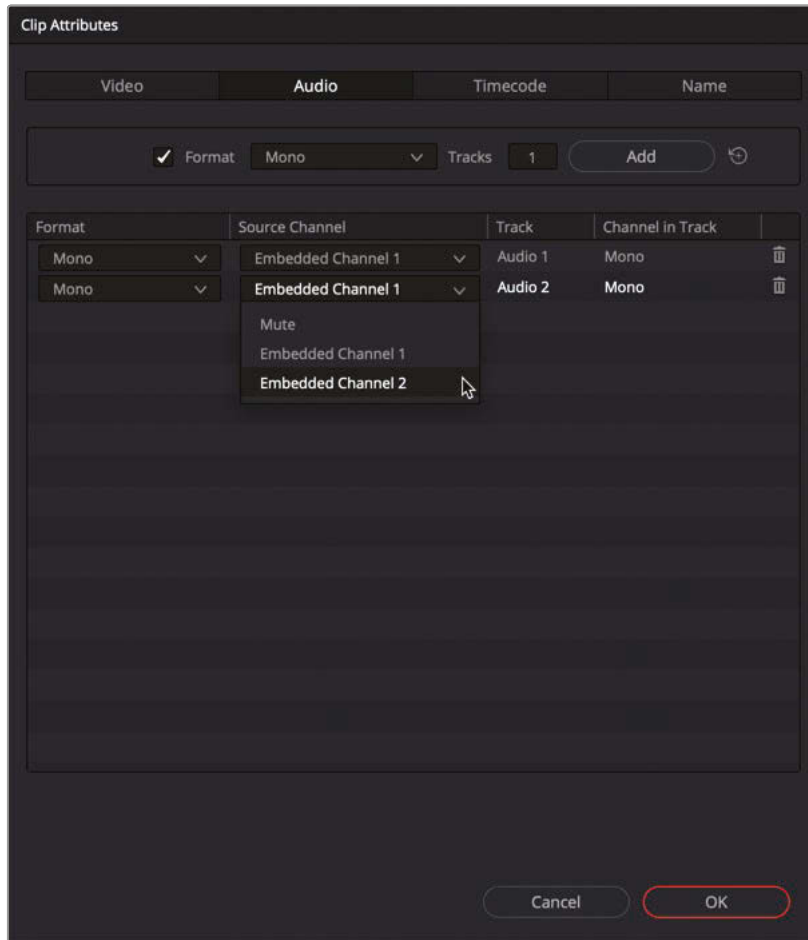 Clip Attributes
Video Audio Timecode Name
Format Mono Tracks 1 Add
Format Source Channel Track Channel in Track
Mono Embedded Channel 1 Audio 1 Mono
Mono Embedded Channel 1 Audio 2 Mono
Mute
Embedded Channel 1
Embedded Channel 2
Cancel OK